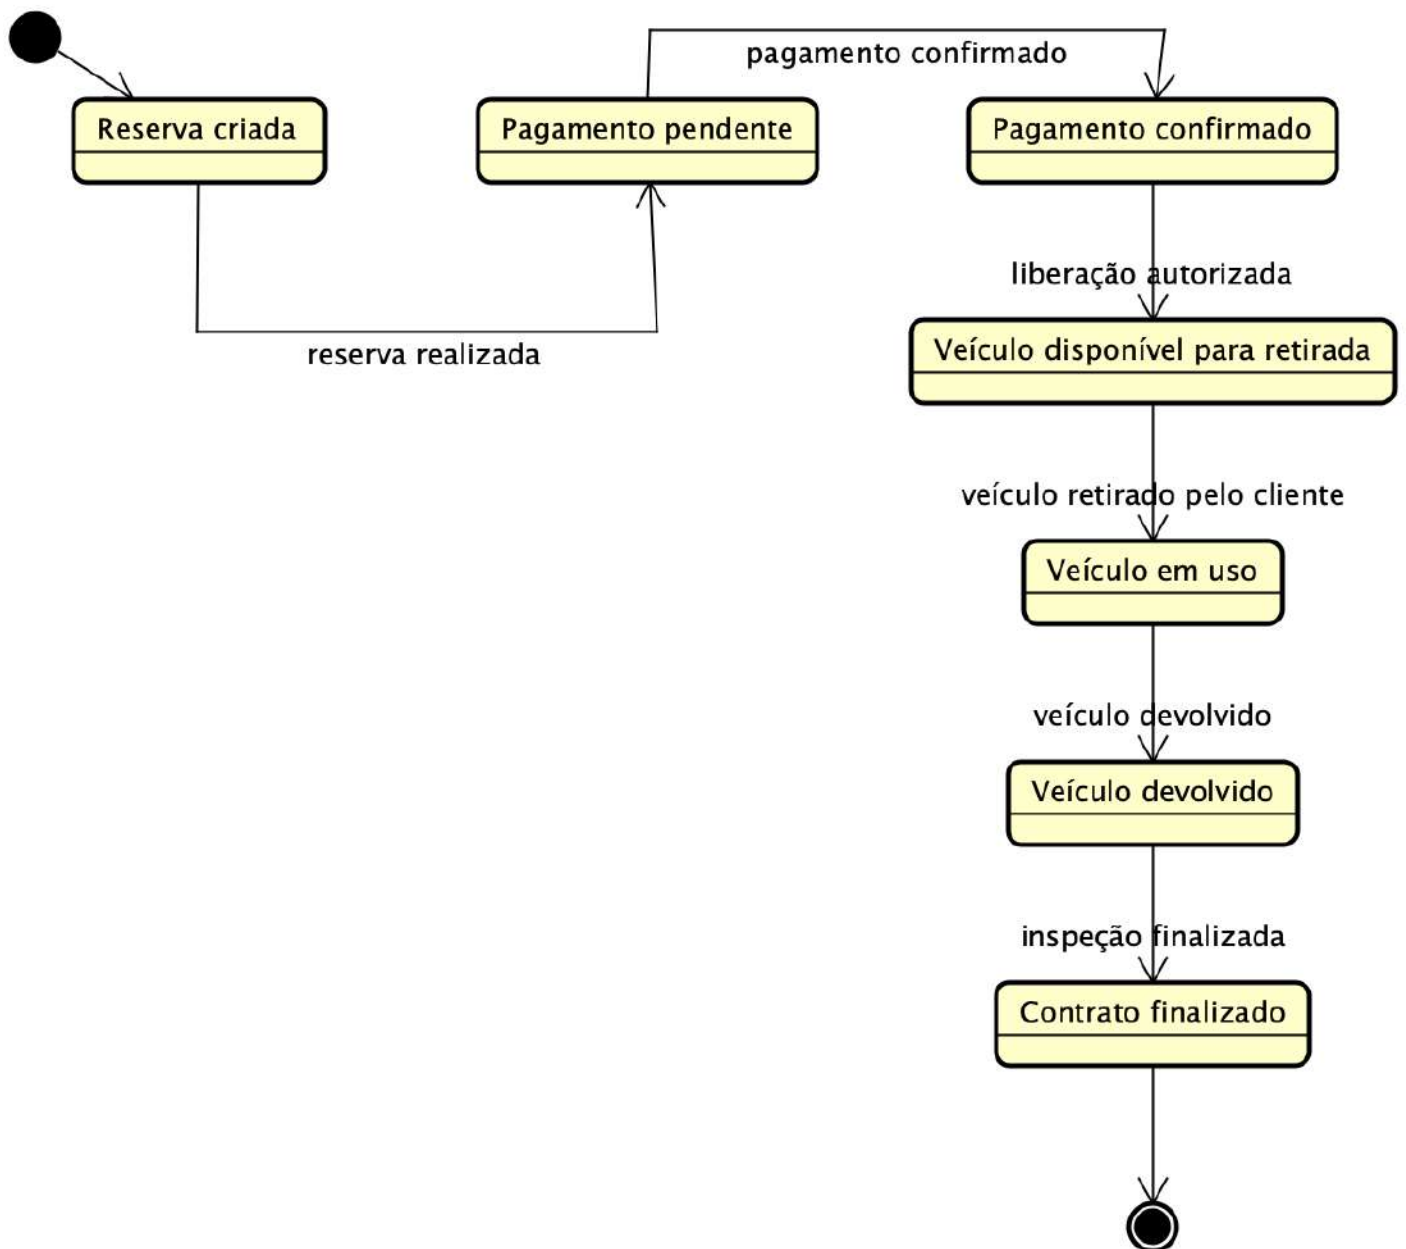 pagamento confirmado
Reserva criada
Pagamento pendente
Pagamento confirmado
liberação autorizada
reserva realizada
Veículo disponível para retirada
veículo retirado pelo cliente
Veículo em uso
veículo devolvido
Veículo devolvido
inspeção finalizada
Contrato finalizado